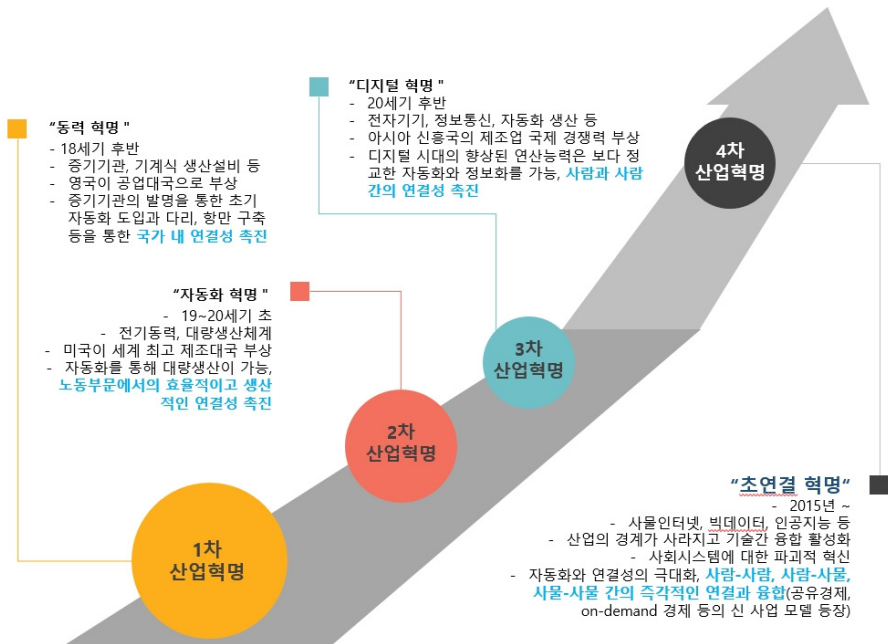 "동력 혁명 "
- 18세기 후반
- 증기기관, 기계식 생산설비 등
- 영국이 공업대국으로 부상
- 증기기관의 발명을 통한 초기
자동화 도입과 다리, 항만 구축
등을 통한 국가 내 연결성 촉진
"디지털 혁명 "
- 20세기 후반
- 전자기기, 정보통신, 자동화 생산 등
- 아시아 신흥국의 제조업 국제 경쟁력 부상
- 디지털 시대의 향상된 연산능력은 보다 정
교한 자동화와 정보화를 가능, 사람과 사람
간의 연결성 촉진
"자동화 혁명 "
- 19~20세기 초
- 전기동력, 대량생산체계
- 미국이 세계 최고 제조대국 부상
- 자동화를 통해 대량생산이 가능,
노동부문에서의 효율적이고 생산
적인 연결성 촉진
1차
산업혁명
2차
산업혁명
3차
산업혁명
4차
산업혁명
"초연결 혁명"
- 2015년 ~
- 사물인터넷, 빅데이터, 인공지능 등
- 산업의 경계가 사라지고 기술간 융합 활성화
- 사회시스템에 대한 파괴적 혁신
- 자동화와 연결성의 극대화, 사람-사람, 사람-사물,
사물-사물 간의 즉각적인 연결과 융합(공유경제,
on-demand 경제 등의 신 사업 모델 등장)